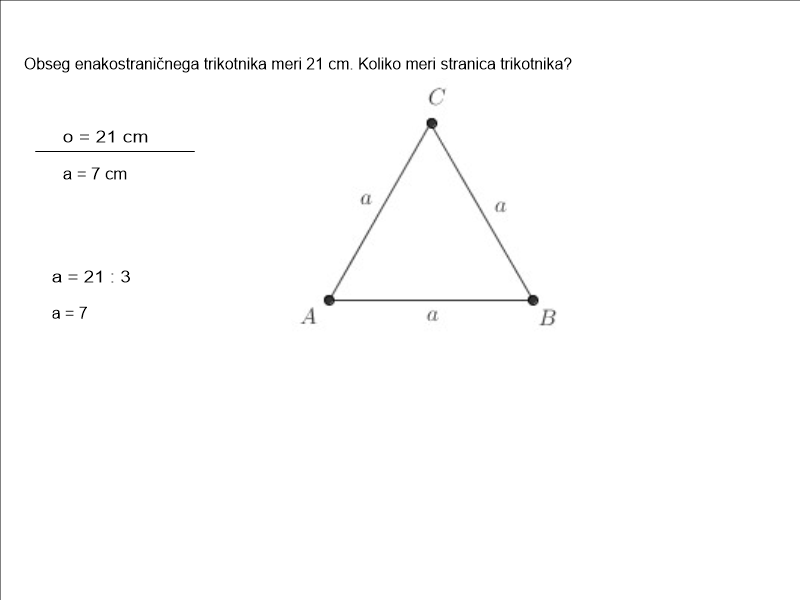 Obseg enakostraničnega trikotnika meri 21 cm. Koliko meri stranica trikotnika?
C
o = 21 cm
a = 7 cm
a
a
a = 21 : 3
a = 7
A
a
B